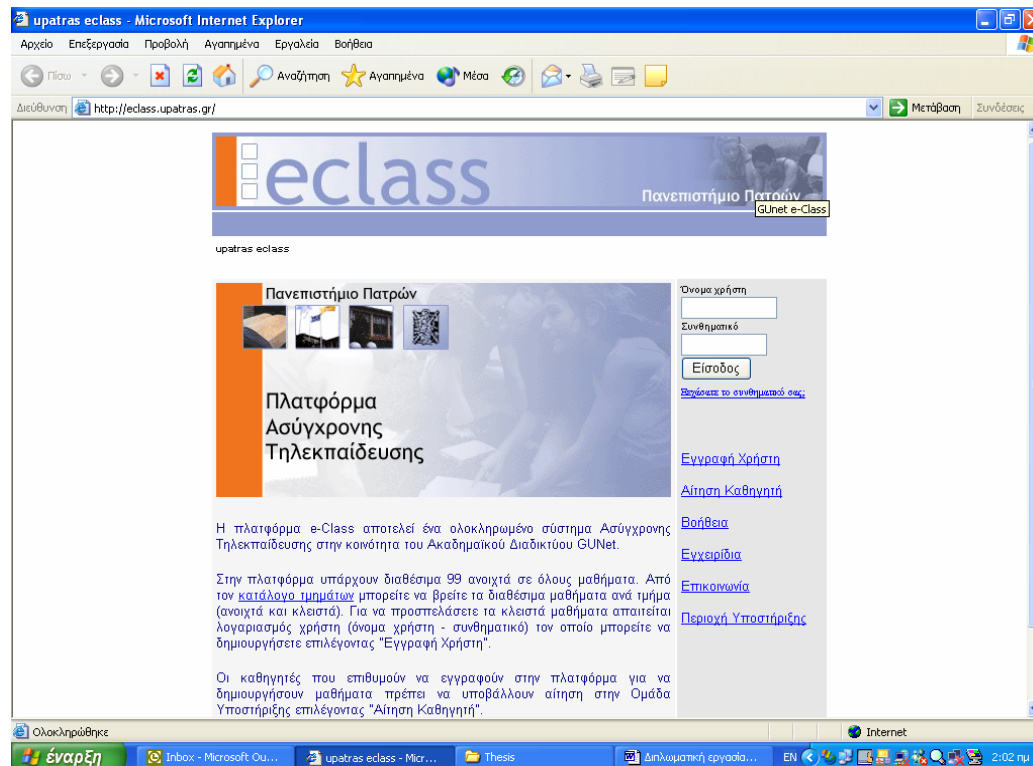 upatras eclass - Microsoft Internet Explorer
Αρχείο Επεξεργασία Προβολή Αγαπημένα Εργαλεία Βοήθεια
Πίσω Αναζήτηση Αγαπημένα Μέσα
Διεύθυνση http://eclass.upatras.gr/ Μετάβαση Συνδέσεις
eclass
Πανεπιστήμιο Πατρών
GUnet e-Class
upatras eclass
Πανεπιστήμιο Πατρών
Πλατφόρμα
Ασύγχρονης
Τηλεκπαίδευσης
Όνομα χρήστη
Συνθηματικό
Είσοδος
Ξεχάσατε το συνθηματικό σας;
Εγγραφή Χρήστη
Αίτηση Καθηγητή
Βοήθεια
Εγχειρίδια
Επικοινωνία
Περιοχή Υποστήριξης
Η πλατφόρμα e-Class αποτελεί ένα ολοκληρωμένο σύστημα Ασύγχρονης
Τηλεκπαίδευσης στην κοινότητα του Ακαδημαϊκού Διαδικτύου GUNet.
Στην πλατφόρμα υπάρχουν διαθέσιμα 99 ανοιχτά σε όλους μαθήματα. Από
τον κατάλογο τμημάτων μπορείτε να βρείτε τα διαθέσιμα μαθήματα ανά τμήμα
(ανοιχτά και κλειστά). Για να προσπελάσετε τα κλειστά μαθήματα απαιτείται
λογαριασμός χρήστη (όνομα χρήστη - συνθηματικό) τον οποίο μπορείτε να
δημιουργήσετε επιλέγοντας "Εγγραφή Χρήστη".
Οι καθηγητές που επιθυμούν να εγγραφούν στην πλατφόρμα για να
δημιουργήσουν μαθήματα πρέπει να υποβάλλουν αίτηση στην Ομάδα
Υποστήριξης επιλέγοντας "Αίτηση Καθηγητή".
Ολοκληρώθηκε Internet
έναρξη Inbox - Microsoft Ou... upatras eclass - Micr... Thesis Διπλωματική εργασία... EN 2:02 πμ